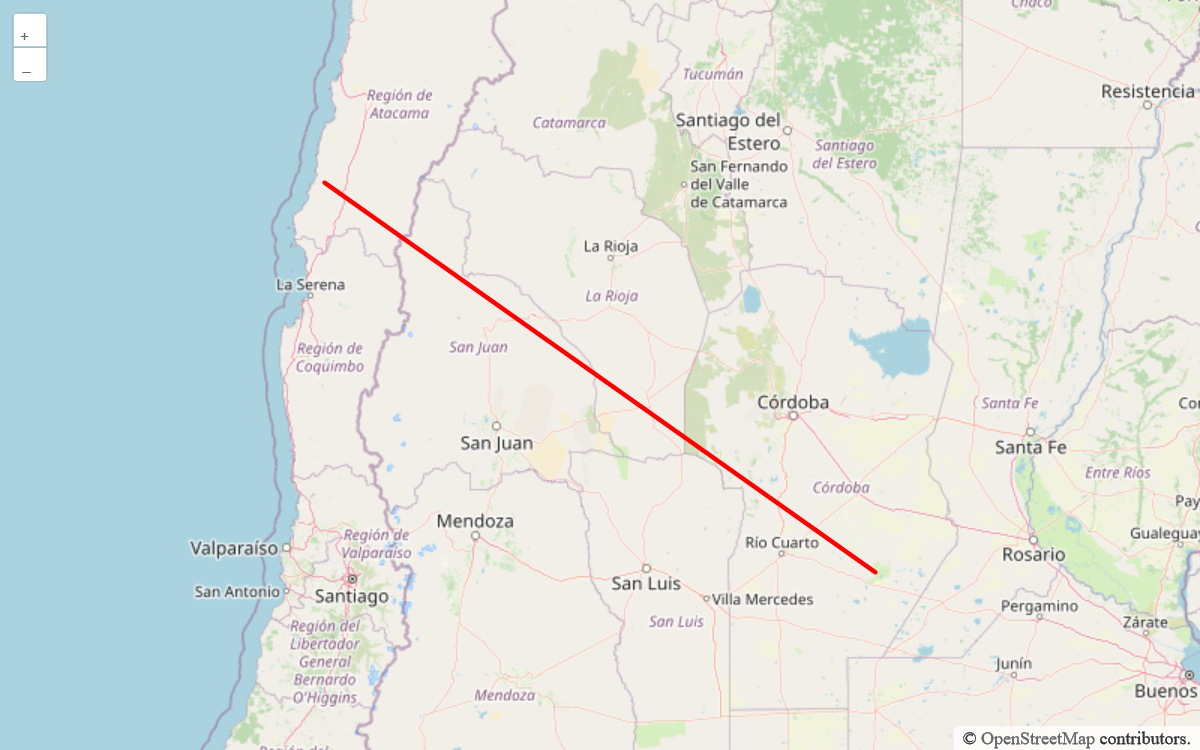 +
–
Chaco
Tucumán
Región de
Atacama
Resistencia
Catamarca
Santiago del
Estero
Santiago
del Estero
San Fernando
del Valle
de Catamarca
La Rioja
La Serena
La Rioja
Región de
Coquimbo
San Juan
Córdoba
Santa Fe
San Juan
Santa Fe
Entre Ríos
Córdoba
Pay
Mendoza
Región de
Valparaíso
Valparaíso
Río Cuarto
Gualeguay
Rosario
San Luis
San Antonio
Santiago
Villa Mercedes
Pergamino
San Luis
Zárate
Región del
Libertador
General
Bernardo
O'Higgins
Junín
Mendoza
Buenos
© OpenStreetMap contributors.